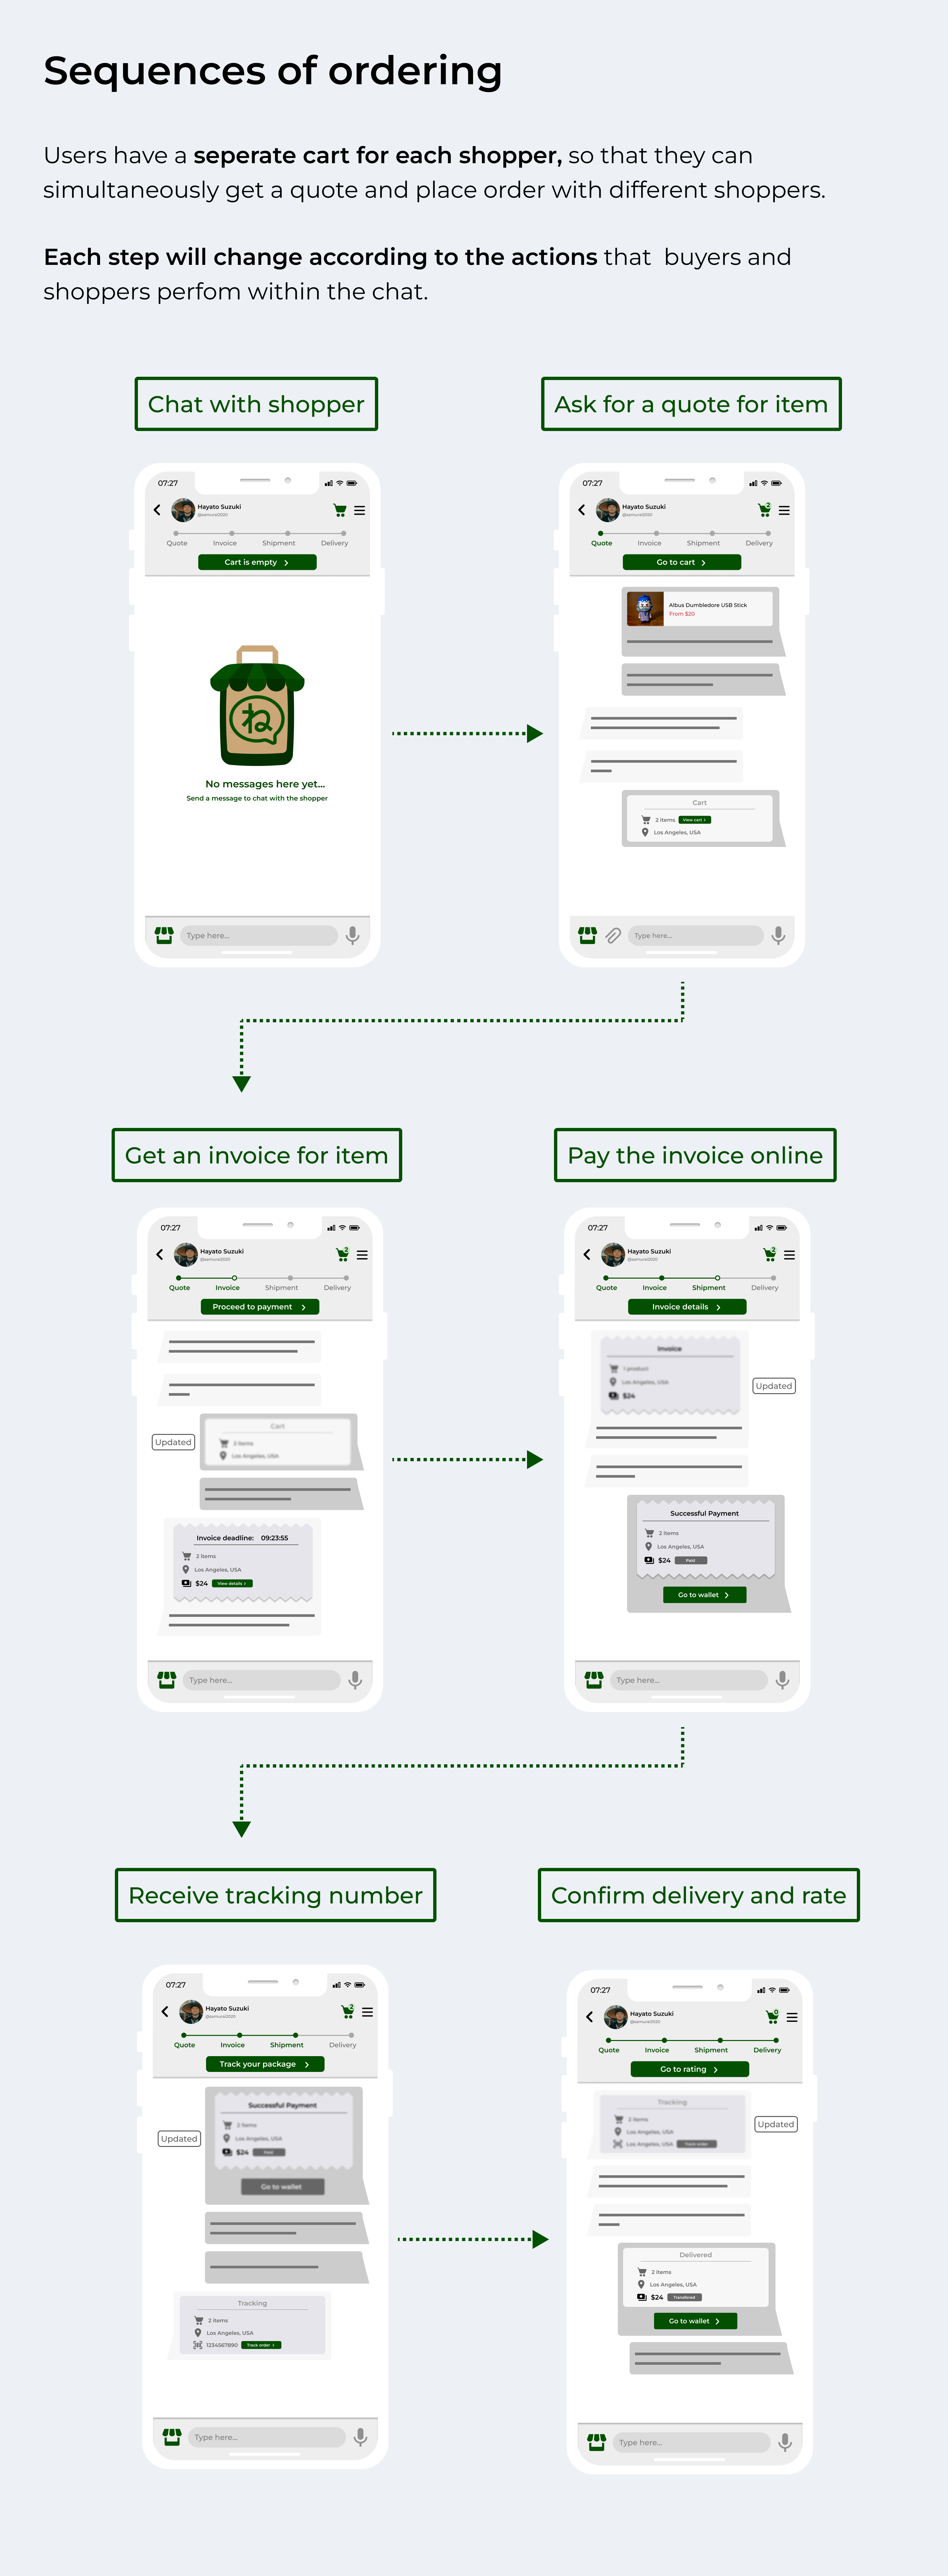 Sequences of ordering
Users have a seperate cart for each shopper, so that they can
simultaneously get a quote and place order with different shoppers.
Each step will change according to the actions that buyers and
shoppers perfom within the chat.
Chat with shopper
07:27
Hayato Suzuki
@samurai2020
Quote Invoice Shipment Delivery
Cart is empty
ね
No messages here yet...
Send a message to chat with the shopper
Type here...
Ask for a quote for item
07:27
Hayato Suzuki
@samurai2020
2
Quote Invoice Shipment Delivery
Go to cart
Albus Dumbledore USB Stick
From $20
Cart
2 items View cart
Los Angeles, USA
Type here...
Get an invoice for item
07:27
Hayato Suzuki
@samurai2020
2
Quote Invoice Shipment Delivery
Proceed to payment
Updated
Cart
2 items
Los Angeles, USA
Invoice deadline: 09:23:55
2 items
Los Angeles, USA
$24 View details
Type here...
Pay the invoice online
07:27
Hayato Suzuki
@samurai2020
2
Quote Invoice Shipment Delivery
Invoice details
Invoice
1 product
Los Angeles, USA
$24
Updated
Successful Payment
2 items
Los Angeles, USA
$24 Paid
Go to wallet
Type here...
Receive tracking number
07:27
Hayato Suzuki
@samurai2020
2
Quote Invoice Shipment Delivery
Track your package
Updated
Successful Payment
2 items
Los Angeles, USA
$24 Paid
Go to wallet
Tracking
2 items
Los Angeles, USA
1234567890 Track order
Type here...
Confirm delivery and rate
07:27
Hayato Suzuki
@samurai2020
0
Quote Invoice Shipment Delivery
Go to rating
Tracking
2 items
Los Angeles, USA
Los Angeles, USA Track order
Updated
Delivered
2 items
Los Angeles, USA
$24 Transfered
Go to wallet
Type here...